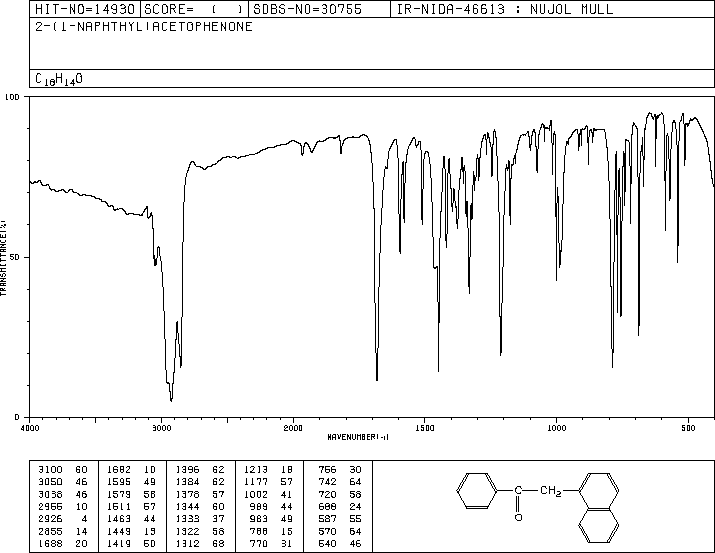 HIT-NO=14930 SCORE= ( ) SDBS-NO=30755 IR-NIDA-46613 : NUJOL MULL
2-(1-NAPHTHYL)ACETOPHENONE
C18H14O
100
50
0
TRANSMITTANCE(%)
4000 3000 2000 1500 1000 500
WAVENUMBER(-1)
3100 60 1682 10 1396 62 1213 18 756 30
3050 46 1595 49 1384 62 1177 57 742 64
3038 46 1579 58 1378 57 1002 41 720 58
2955 10 1511 57 1344 60 989 44 688 24
2926 4 1463 44 1333 37 983 49 587 55
2855 14 1449 13 1322 58 788 15 570 64
1688 20 1419 50 1312 68 770 31 540 46
C CH2
O